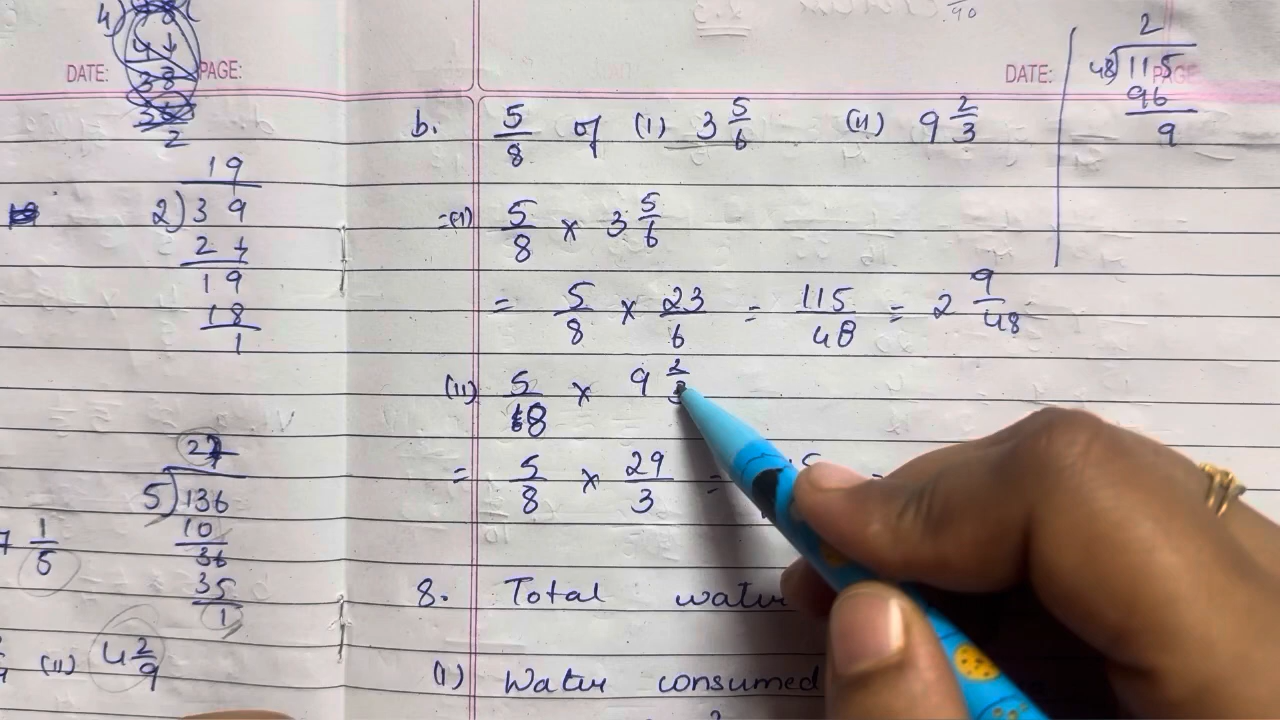 DATE: PAGE:
2
19
2)39
2
19
18
1
27
5)136
10
36
35
1
1/5
(ii) 4 2/9
DATE: PAGE
2
48)115
96
9
b. 5/8 of (i) 3 5/6 (ii) 9 2/3
=(i) 5/8 × 3 5/6
= 5/8 × 23/6 = 115/48 = 2 9/48
(ii) 5/8 × 9 2/3
= 5/8 × 29/3 =
8. Total water
(i) Water consumed